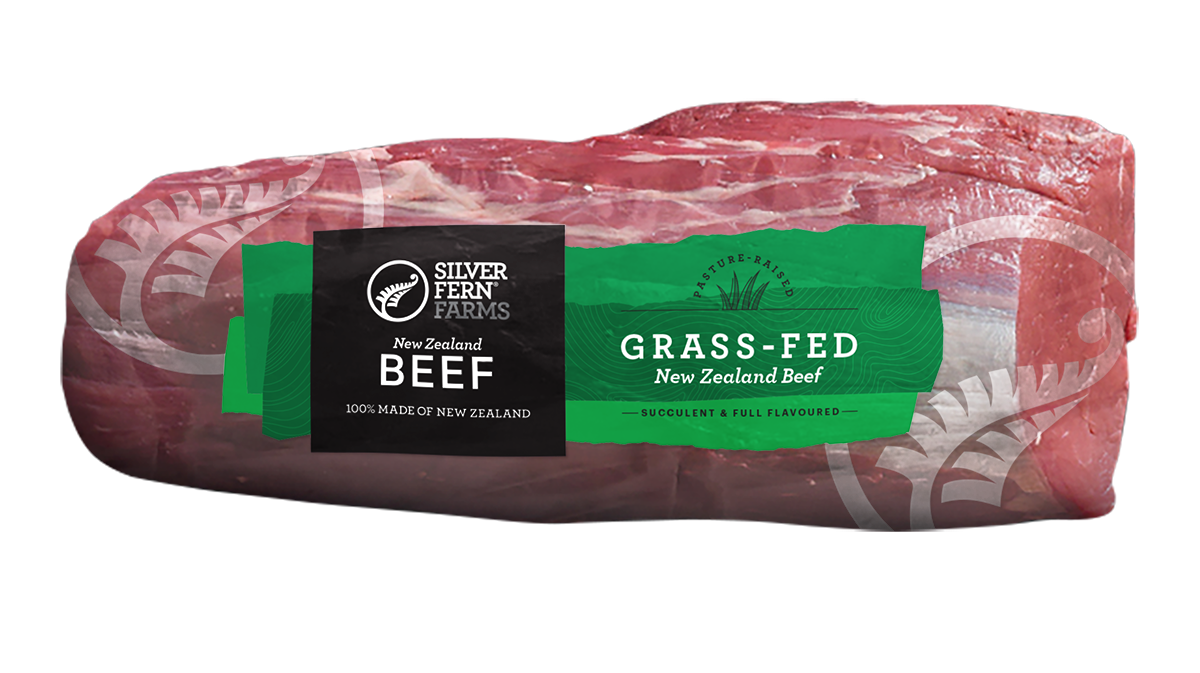 SILVER
FERN®
FARMS
New Zealand
BEEF
100% MADE OF NEW ZEALAND
PASTURE-RAISED
GRASS-FED
New Zealand Beef
SUCCULENT & FULL FLAVOURED